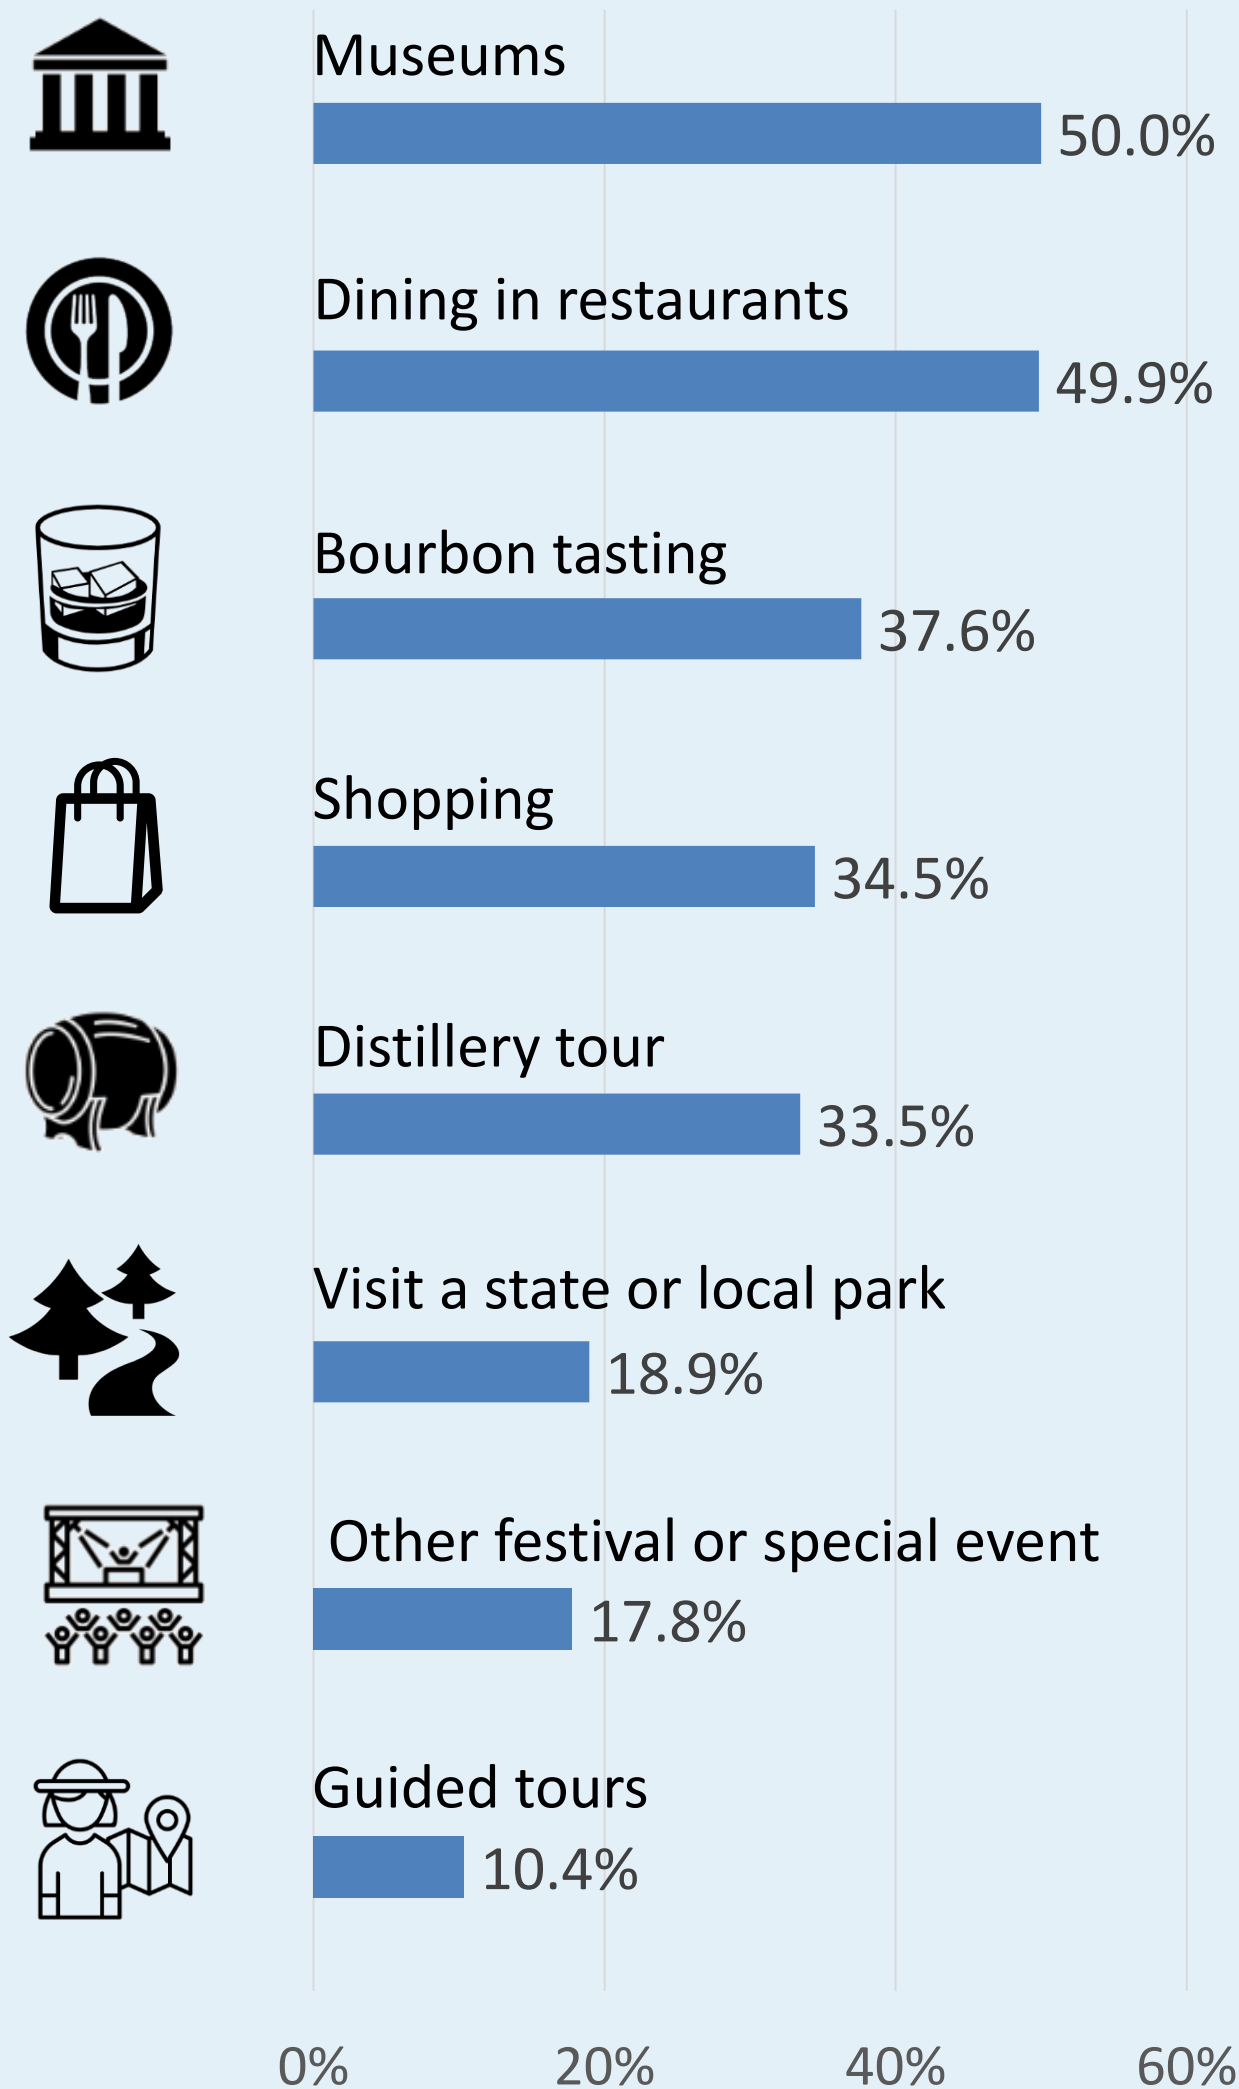 Museums
50.0%
Dining in restaurants
49.9%
Bourbon tasting
37.6%
Shopping
34.5%
Distillery tour
33.5%
Visit a state or local park
18.9%
Other festival or special event
17.8%
Guided tours
10.4%
0% 20% 40% 60%